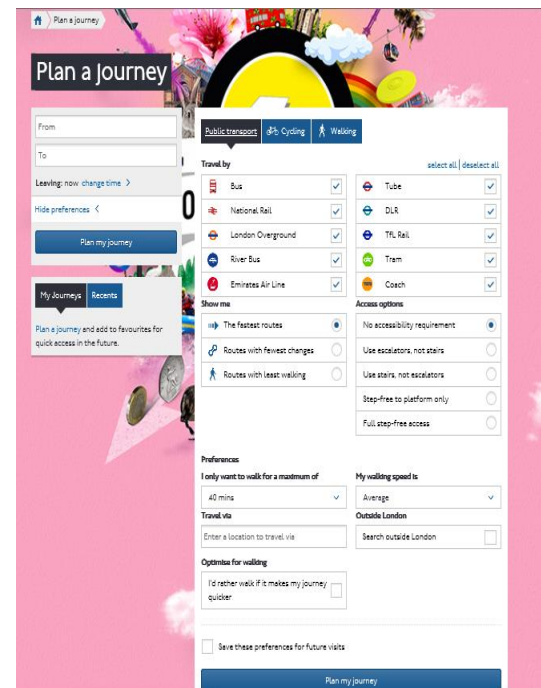 Plan a journey
Plan a journey
From
To
Leaving: now change time >
Hide preferences <
Plan my journey
My Journeys Recents
Plan a journey and add to favourites for
quick access in the future.
Public transport Cycling Walking
Travel by select all deselect all
Bus Tube
National Rail DLR
London Overground TfL Rail
River Bus Tram
Emirates Air Line Coach
Show me Access options
The fastest routes No accessibility requirement
Routes with fewest changes Use escalators, not stairs
Routes with least walking Use stairs, not escalators
Step-free to platform only
Full step-free access
Preferences
I only want to walk for a maximum of My walking speed is
40 mins Average
Travel via Outside London
Enter a location to travel via Search outside London
Optimise for walking
I'd rather walk if it makes my journey
quicker
Save these preferences for future visits
Plan my journey